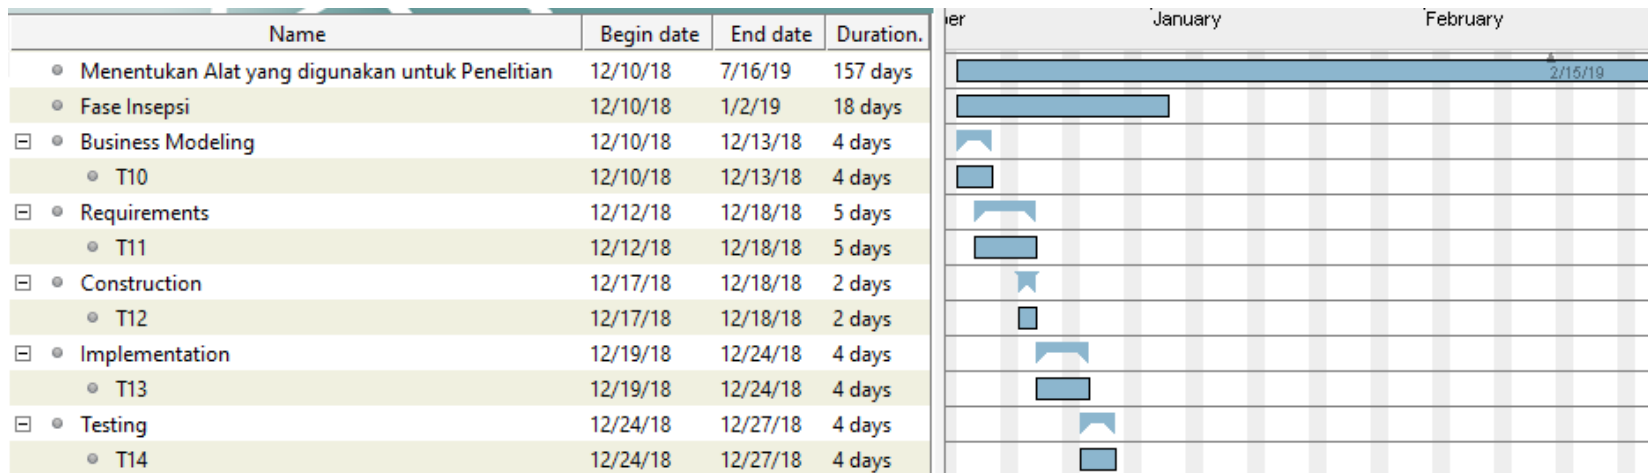 Name Begin date End date Duration.
er January February
Menentukan Alat yang digunakan untuk Penelitian 12/10/18 7/16/19 157 days
2/15/19
Fase Insepsi 12/10/18 1/2/19 18 days
Business Modeling 12/10/18 12/13/18 4 days
T10 12/10/18 12/13/18 4 days
Requirements 12/12/18 12/18/18 5 days
T11 12/12/18 12/18/18 5 days
Construction 12/17/18 12/18/18 2 days
T12 12/17/18 12/18/18 2 days
Implementation 12/19/18 12/24/18 4 days
T13 12/19/18 12/24/18 4 days
Testing 12/24/18 12/27/18 4 days
T14 12/24/18 12/27/18 4 days